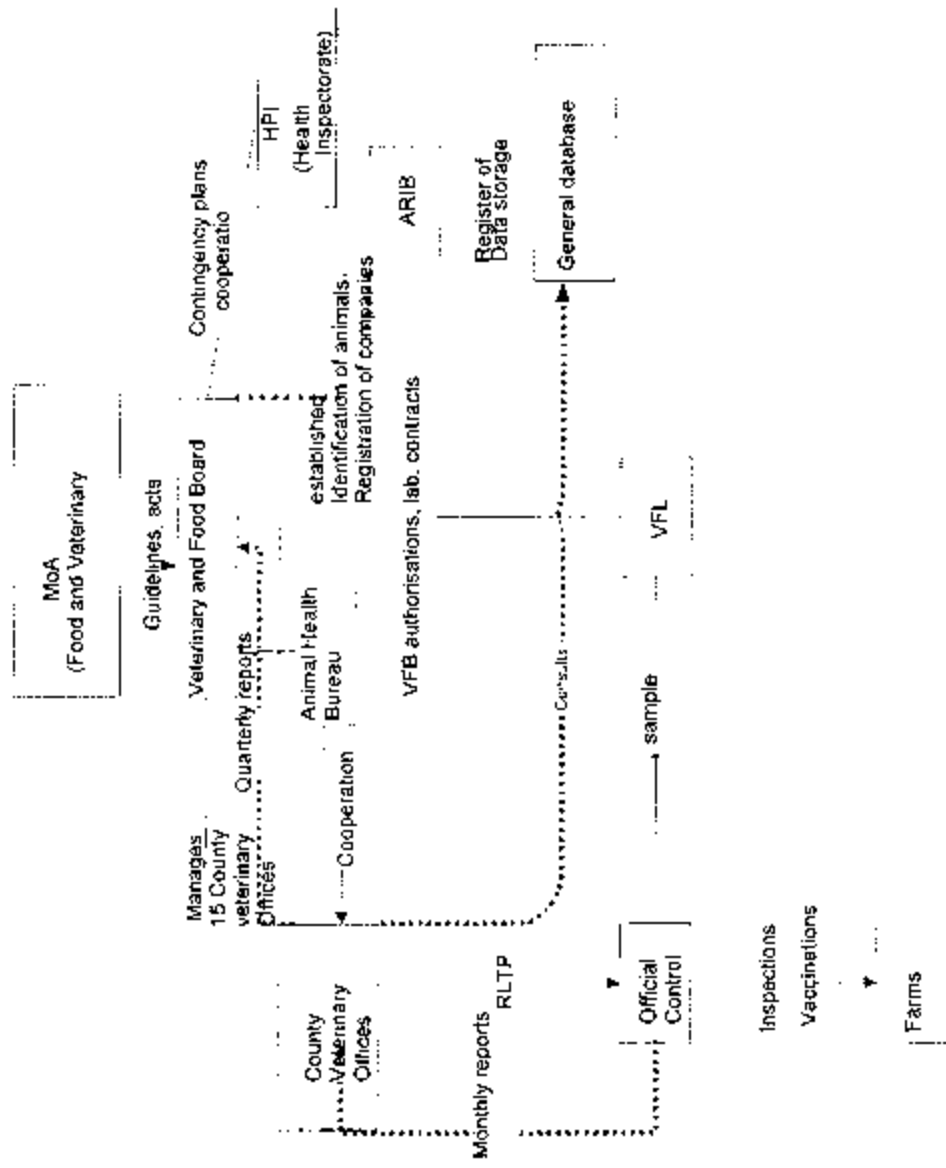 MoA
(Food and Veterinary
Guidelines, acts
Contingency plans
cooperatio
Veterinary and Food Board
HPI
(Health
Inspectorate)
Manages
15 County
veterinary
Offices
Quarterly reports
Animal Health
Bureau
established
Identification of animals
Registration of companies
ARIB
County
Veterinary
Offices
Cooperation
VFB authorisations, lab. contracts
Register of
Data storage
Monthly reports
RLTP
Consults
General database
Official
Control
sample
VFL
Inspections
Vaccinations
Farms